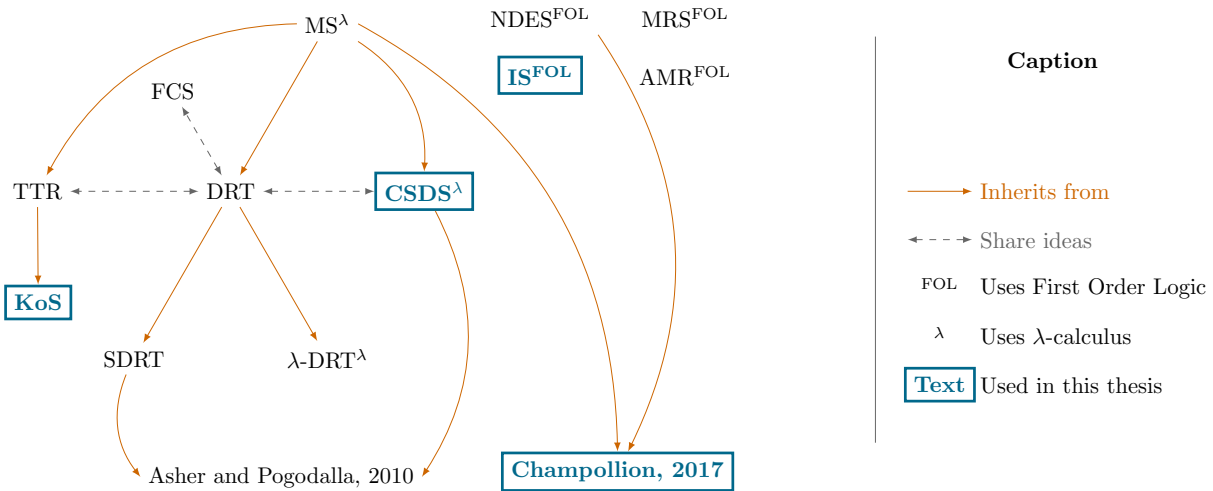 MS^λ
NDES^FOL
MRS^FOL
IS^FOL
AMR^FOL
FCS
TTR
DRT
CSDS^λ
KoS
SDRT
λ-DRT^λ
Asher and Pogodalla, 2010
Champollion, 2017
Caption
Inherits from
Share ideas
FOL Uses First Order Logic
λ Uses λ-calculus
Text Used in this thesis